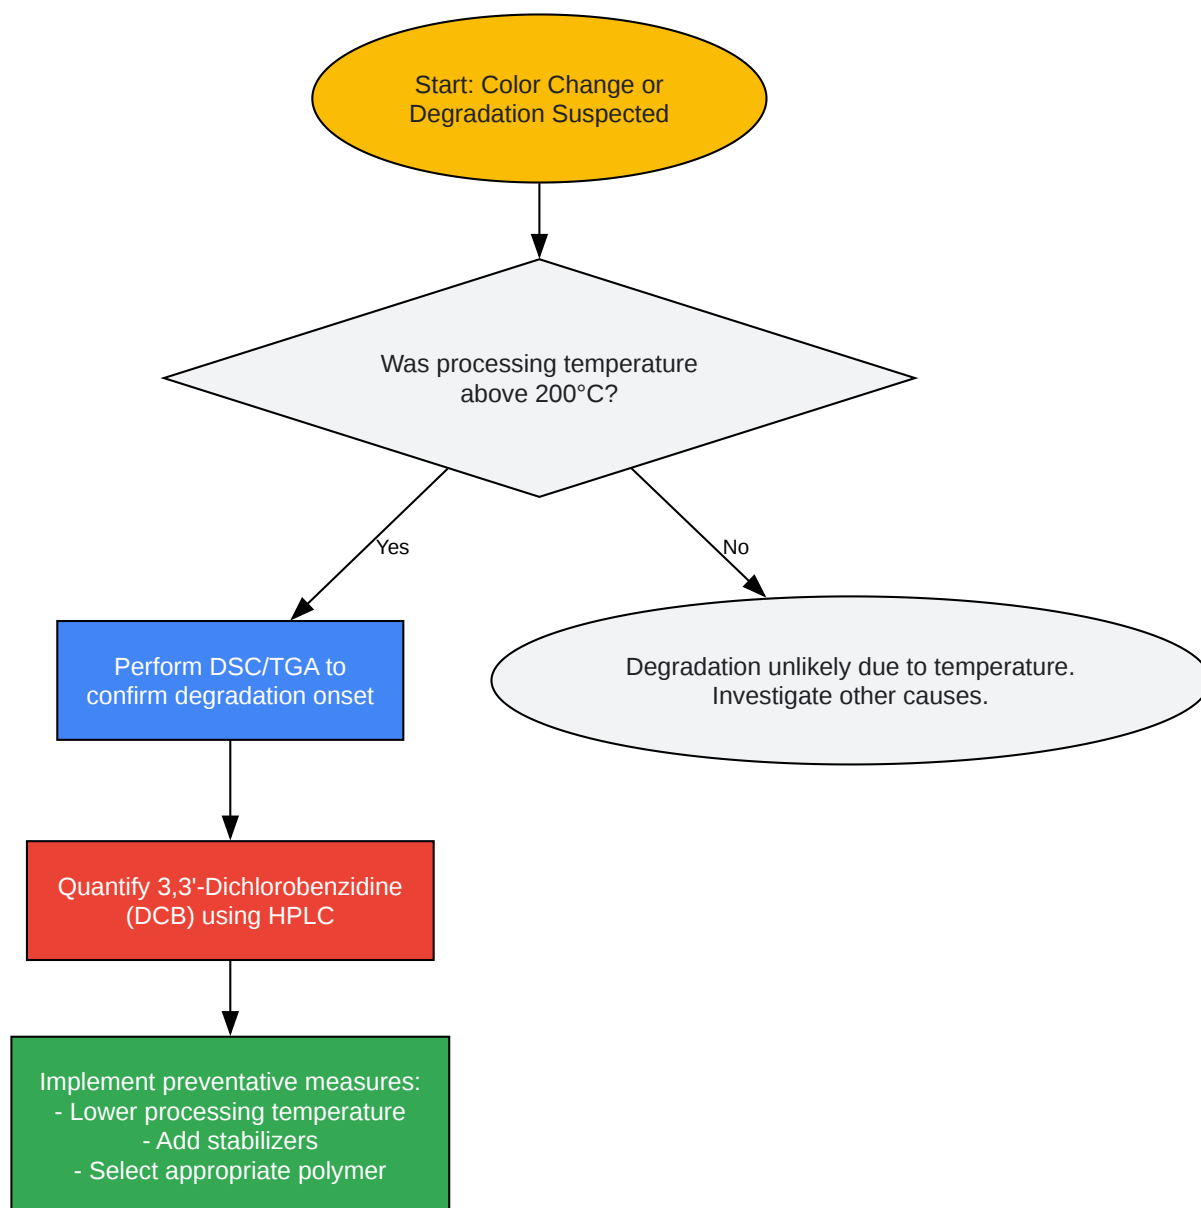 Start: Color Change or
Degradation Suspected
Was processing temperature
above 200°C?
Yes
No
Perform DSC/TGA to
confirm degradation onset
Degradation unlikely due to temperature.
Investigate other causes.
Quantify 3,3'-Dichlorobenzidine
(DCB) using HPLC
Implement preventative measures:
- Lower processing temperature
- Add stabilizers
- Select appropriate polymer